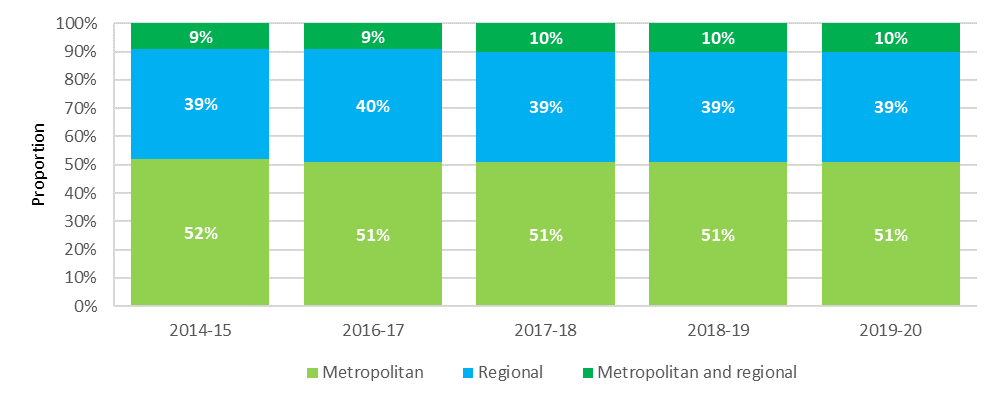 Proportion
100%
90%
80%
70%
60%
50%
40%
30%
20%
10%
0%
9% 9% 10% 10% 10%
39% 40% 39% 39% 39%
52% 51% 51% 51% 51%
2014-15 2016-17 2017-18 2018-19 2019-20
Metropolitan Regional Metropolitan and regional